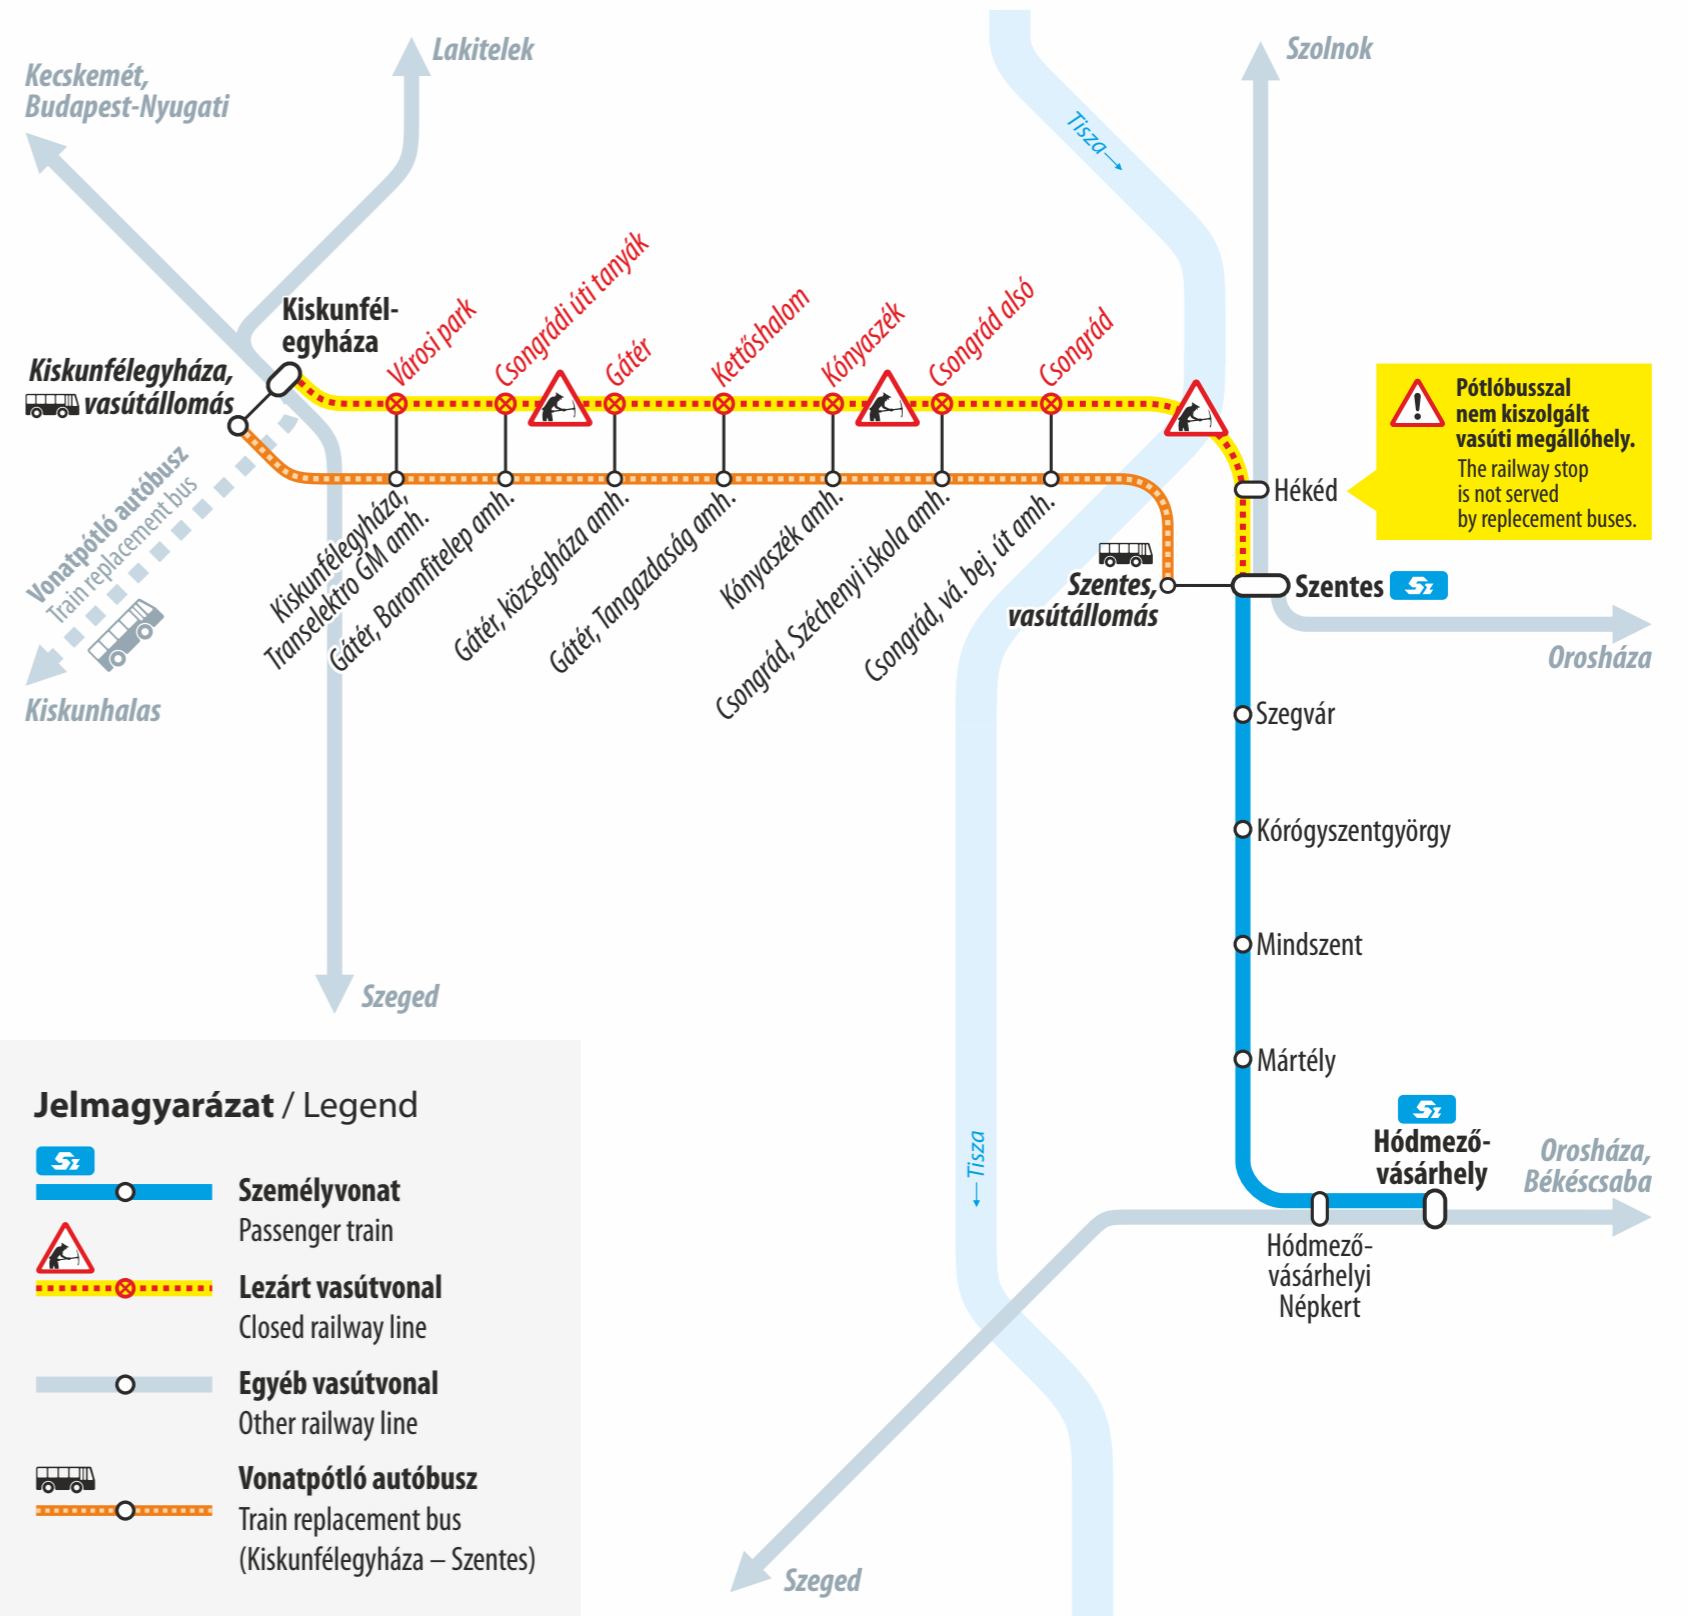 Lakitelek
Kecskemét,
Budapest-Nyugati
Szolnok
Tisza
Kiskunfél-
egyháza
Kiskunfélegyháza,
vasútállomás
Városi park
Csongrádi úti tanyák
Gátér
Kettőshalom
Kónyaszék
Csongrád alsó
Csongrád
Pótlóbusszal
nem kiszolgált
vasúti megállóhely.
The railway stop
is not served
by replecement buses.
Hékéd
Vonatpótló autóbusz
Train replacement bus
Kiskunhalas
Kiskunfélegyháza,
Transelektro GM amh.
Gátér, Baromfitelep amh.
Gátér, községháza amh.
Gátér, Tangazdaság amh.
Kónyaszék amh.
Csongrád, Széchenyi iskola amh.
Csongrád, vá. bej. út amh.
Szentes,
vasútállomás
Szentes Sz
Orosháza
Szegvár
Kórógyszentgyörgy
Mindszent
Mártély
Szeged
Sz
Hódmező-
vásárhely
Orosháza,
Békéscsaba
Tisza
Hódmező-
vásárhelyi
Népkert
Szeged
Jelmagyarázat / Legend
Sz
Személyvonat
Passenger train
Lezárt vasútvonal
Closed railway line
Egyéb vasútvonal
Other railway line
Vonatpótló autóbusz
Train replacement bus
(Kiskunfélegyháza – Szentes)